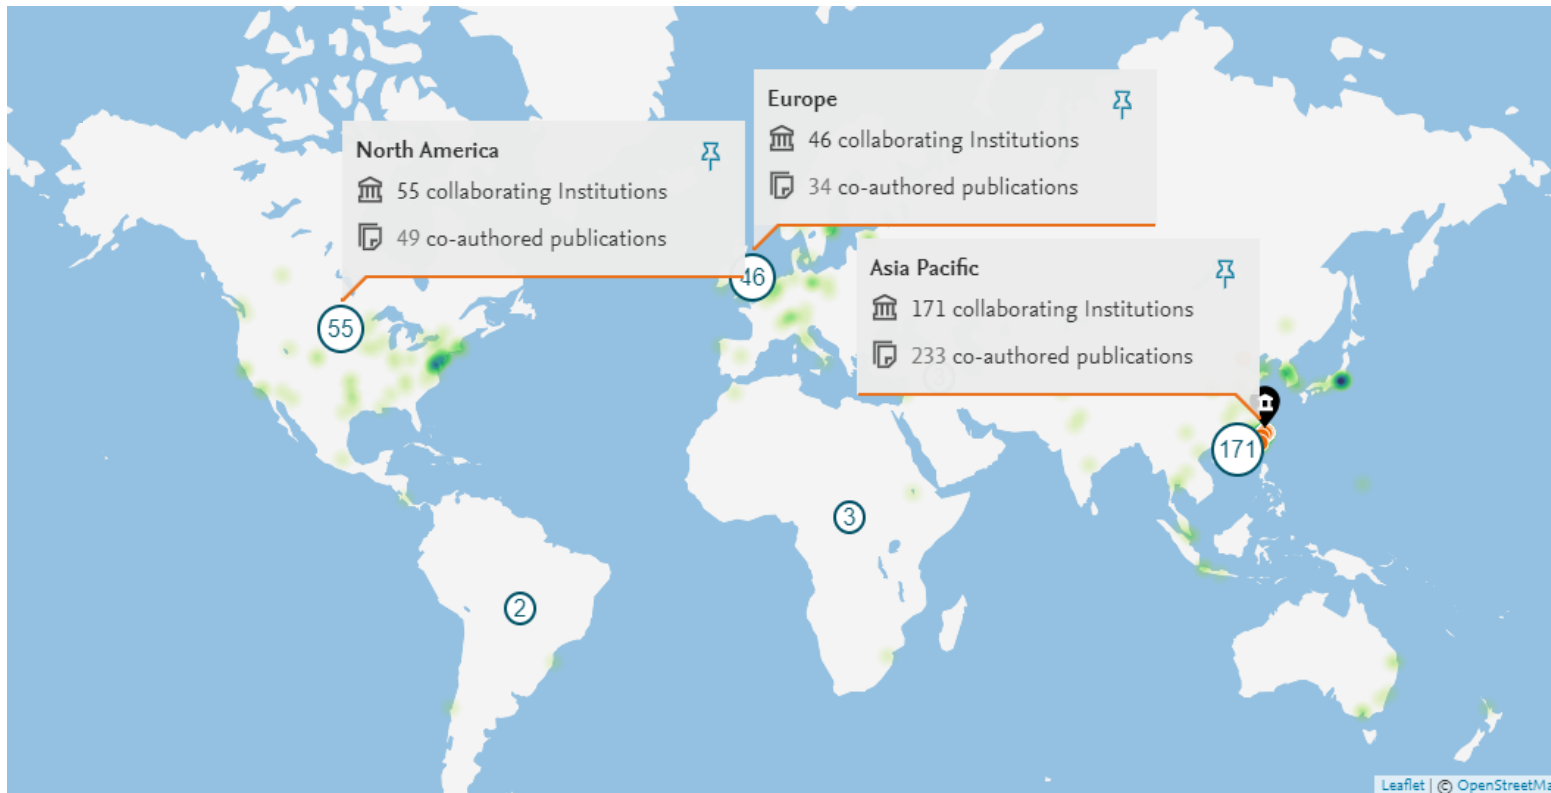 Europe
46 collaborating Institutions
34 co-authored publications
North America
55 collaborating Institutions
49 co-authored publications
Asia Pacific
171 collaborating Institutions
233 co-authored publications
46
55
3
171
3
2
Leaflet | © OpenStreetMa